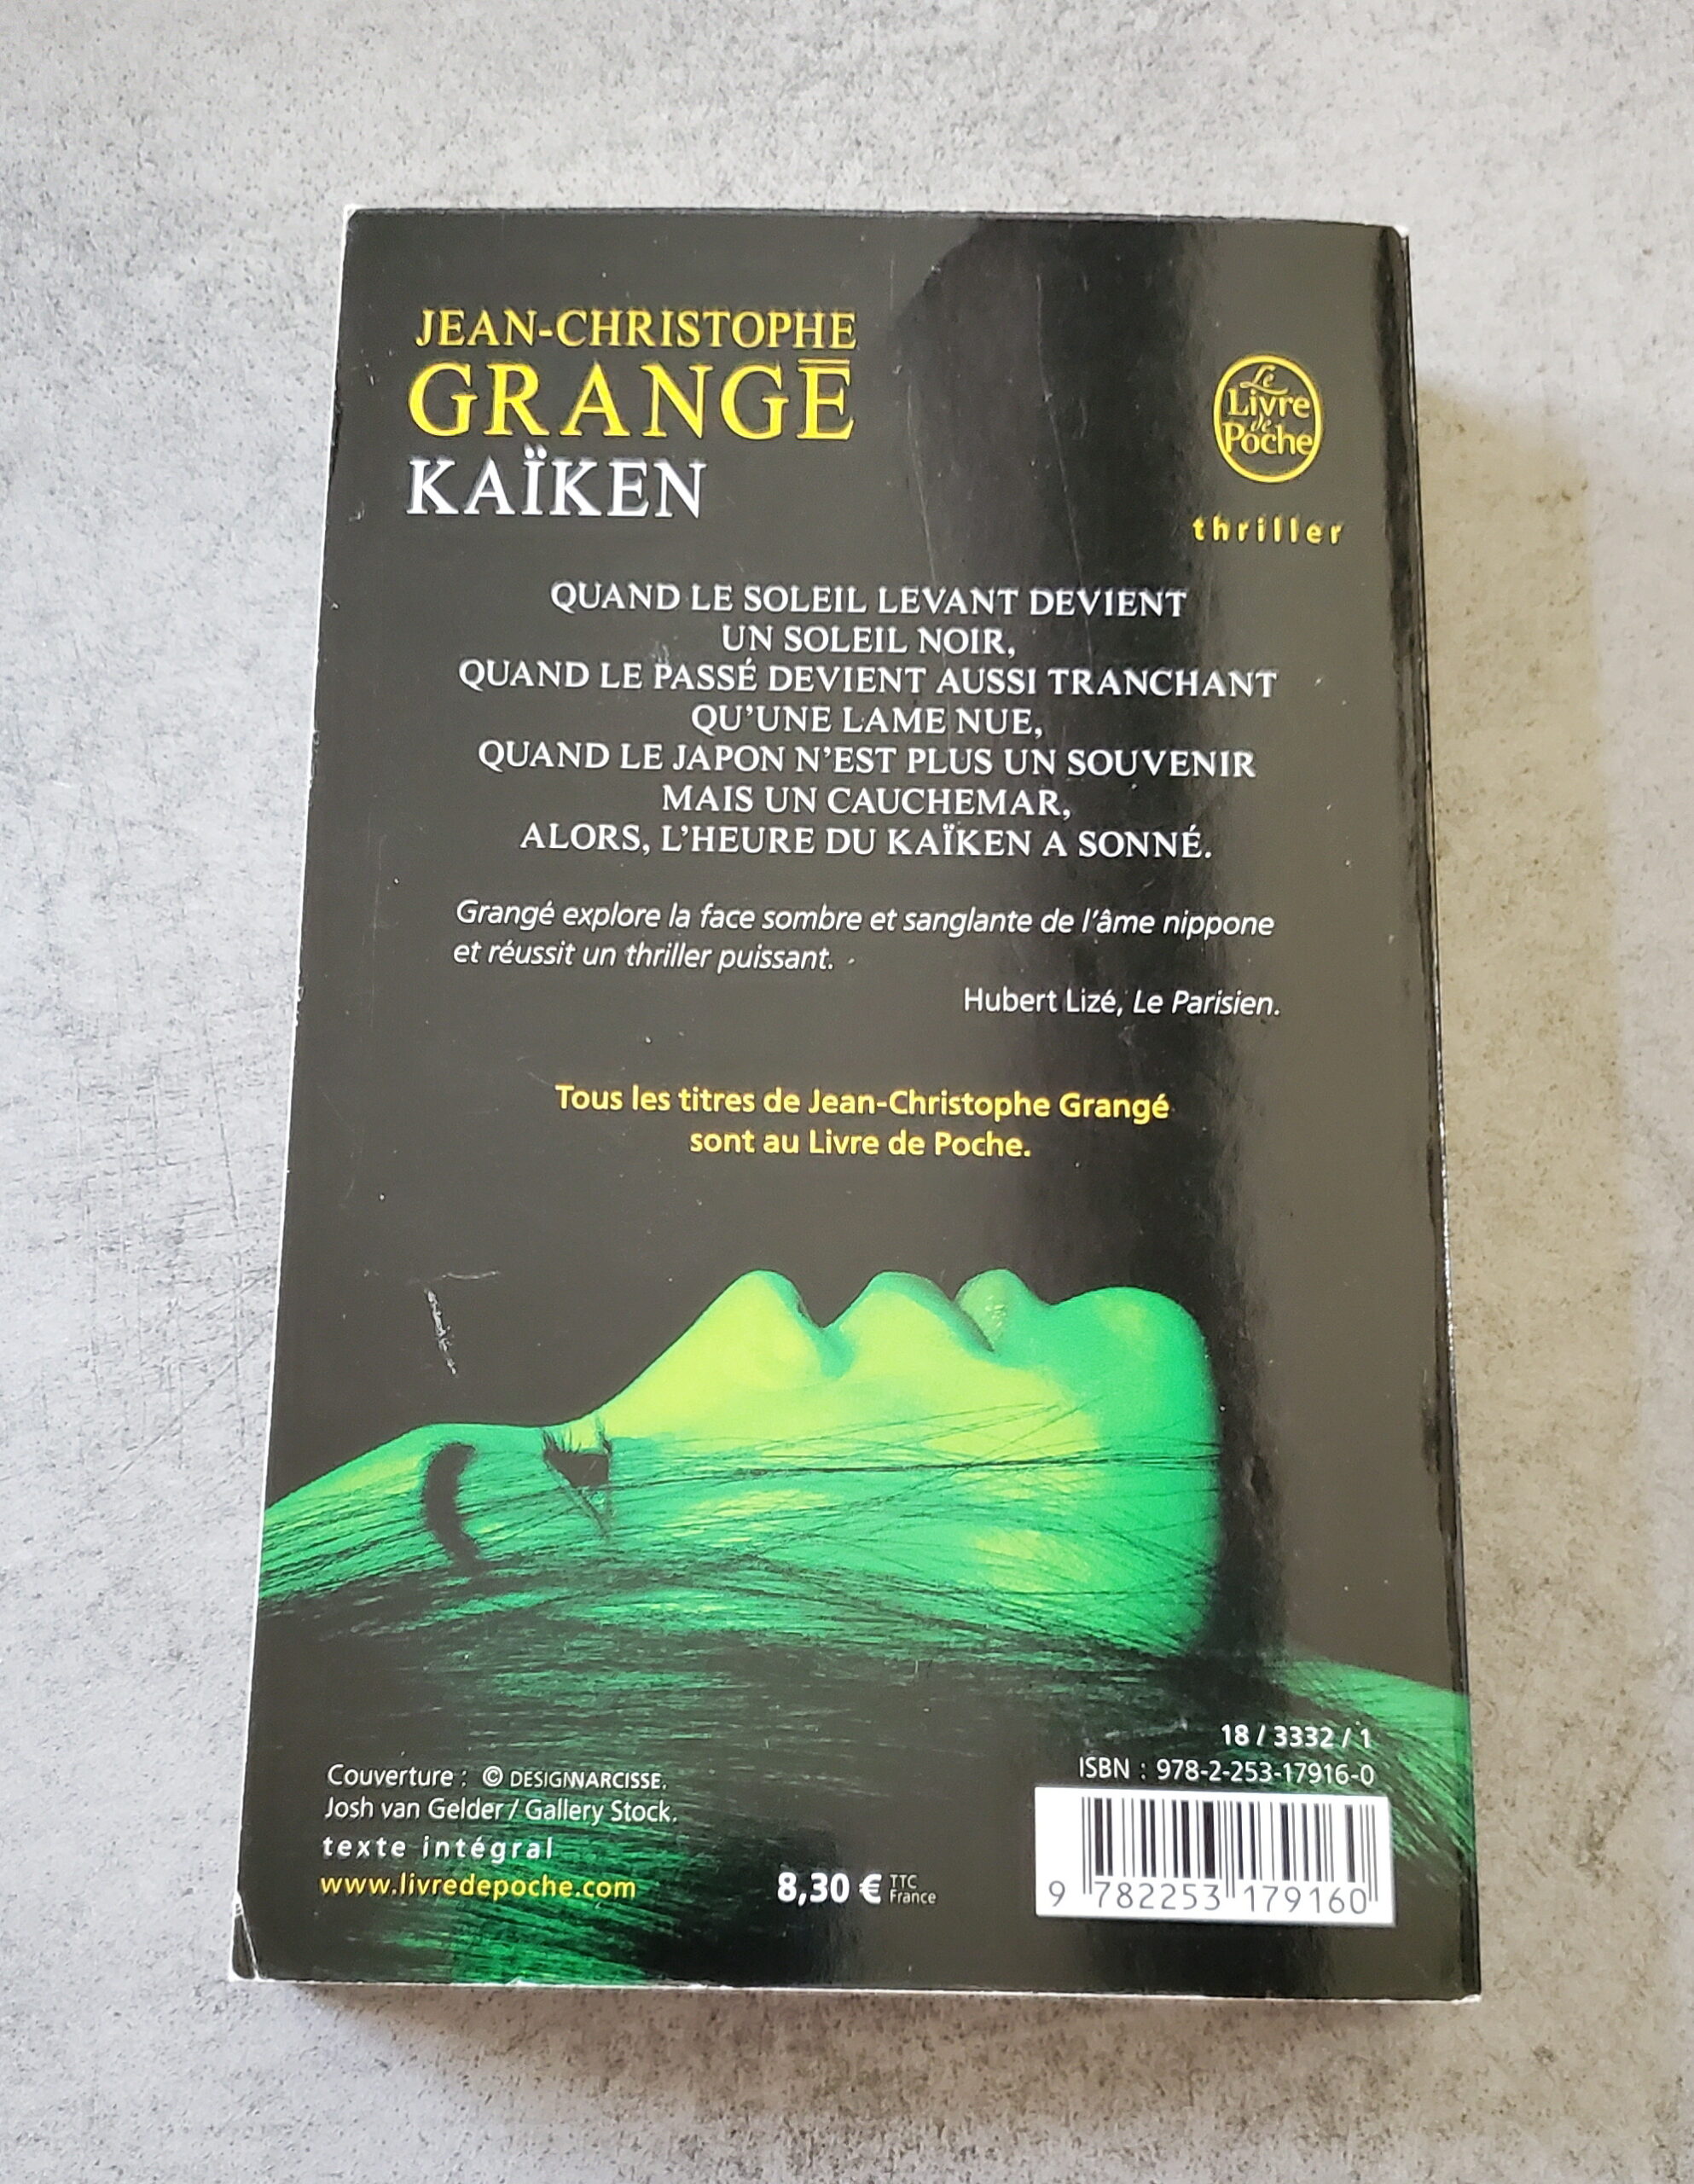 JEAN-CHRISTOPHE
GRANGÉ
KAÏKEN
Le
Livre
de
Poche
thriller
QUAND LE SOLEIL LEVANT DEVIENT
UN SOLEIL NOIR,
QUAND LE PASSÉ DEVIENT AUSSI TRANCHANT
QU'UNE LAME NUE,
QUAND LE JAPON N'EST PLUS UN SOUVENIR
MAIS UN CAUCHEMAR,
ALORS, L'HEURE DU KAÏKEN A SONNÉ.
Grangé explore la face sombre et sanglante de l'âme nippone
et réussit un thriller puissant.
Hubert Lizé, Le Parisien.
Tous les titres de Jean-Christophe Grangé
sont au Livre de Poche.
Couverture : © DESIGNNARCISSE.
Josh van Gelder / Gallery Stock.
texte intégral
www.livredepoche.com
8,30 € TTC
France
18 / 3332 / 1
ISBN : 978-2-253-17916-0
9 782253 179160